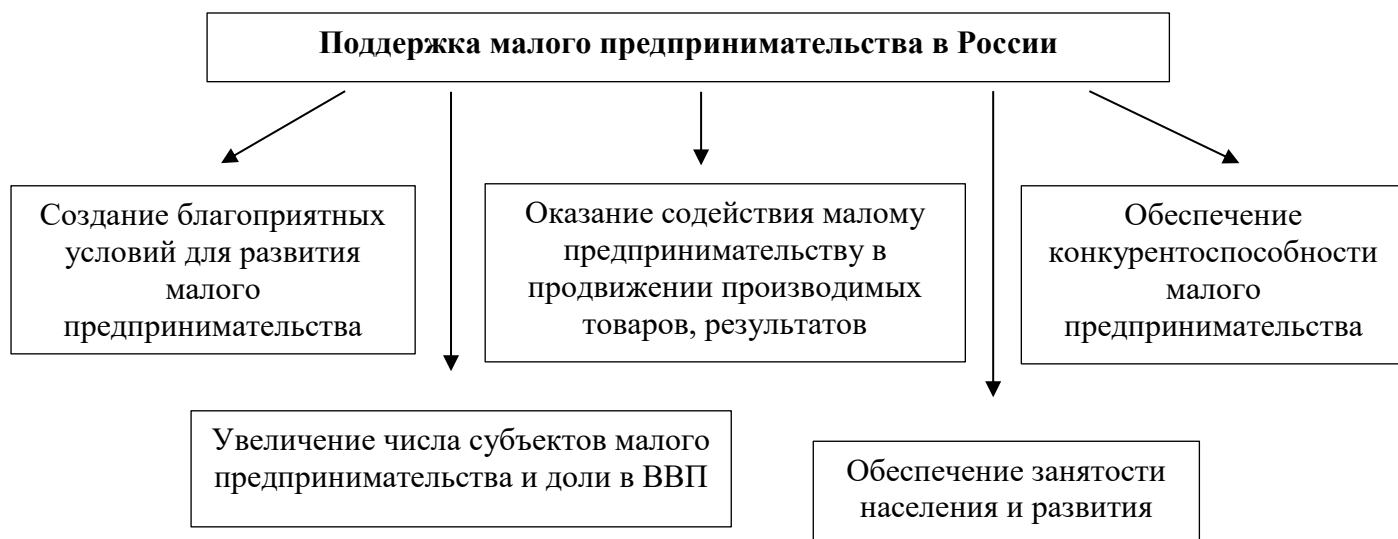 Поддержка малого предпринимательства в России
Создание благоприятных
условий для развития
малого
предпринимательства
Оказание содействия малому
предпринимательству в
продвижении производимых
товаров, результатов
Обеспечение
конкурентоспособности
малого
предпринимательства
Увеличение числа субъектов малого
предпринимательства и доли в ВВП
Обеспечение занятости
населения и развития